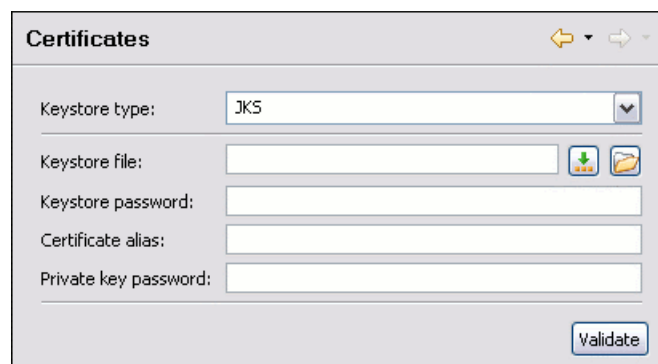 Certificates
Keystore type: JKS
Keystore file:
Keystore password:
Certificate alias:
Private key password:
Validate